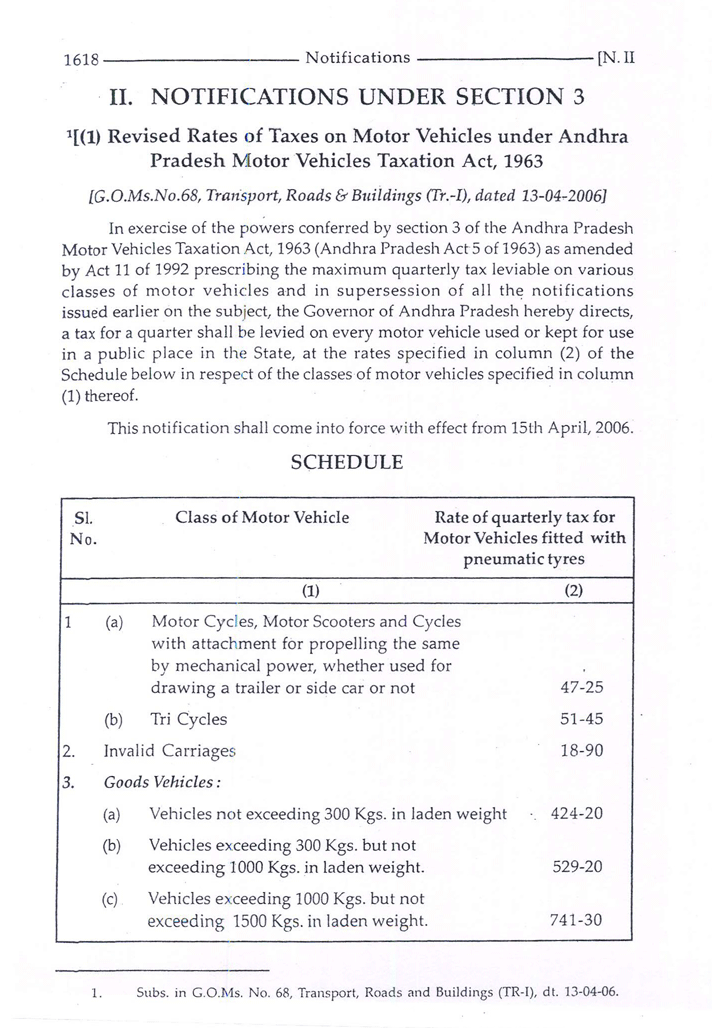 1618 Notifications [N. II
II. NOTIFICATIONS UNDER SECTION 3
¹[(1) Revised Rates of Taxes on Motor Vehicles under Andhra
Pradesh Motor Vehicles Taxation Act, 1963
[G.O.Ms.No.68, Transport, Roads & Buildings (Tr.-I), dated 13-04-2006]
In exercise of the powers conferred by section 3 of the Andhra Pradesh
Motor Vehicles Taxation Act, 1963 (Andhra Pradesh Act 5 of 1963) as amended
by Act 11 of 1992 prescribing the maximum quarterly tax leviable on various
classes of motor vehicles and in supersession of all the notifications
issued earlier on the subject, the Governor of Andhra Pradesh hereby directs,
a tax for a quarter shall be levied on every motor vehicle used or kept for use
in a public place in the State, at the rates specified in column (2) of the
Schedule below in respect of the classes of motor vehicles specified in column
(1) thereof.
This notification shall come into force with effect from 15th April, 2006.
SCHEDULE
Sl. Class of Motor Vehicle Rate of quarterly tax for
No. Motor Vehicles fitted with
pneumatic tyres
(1) (2)
1 (a) Motor Cycles, Motor Scooters and Cycles
with attachment for propelling the same
by mechanical power, whether used for
drawing a trailer or side car or not 47-25
(b) Tri Cycles 51-45
2. Invalid Carriages 18-90
3. Goods Vehicles :
(a) Vehicles not exceeding 300 Kgs. in laden weight 424-20
(b) Vehicles exceeding 300 Kgs. but not
exceeding 1000 Kgs. in laden weight. 529-20
(c) Vehicles exceeding 1000 Kgs. but not
exceeding 1500 Kgs. in laden weight. 741-30
1. Subs. in G.O.Ms. No. 68, Transport, Roads and Buildings (TR-I), dt. 13-04-06.